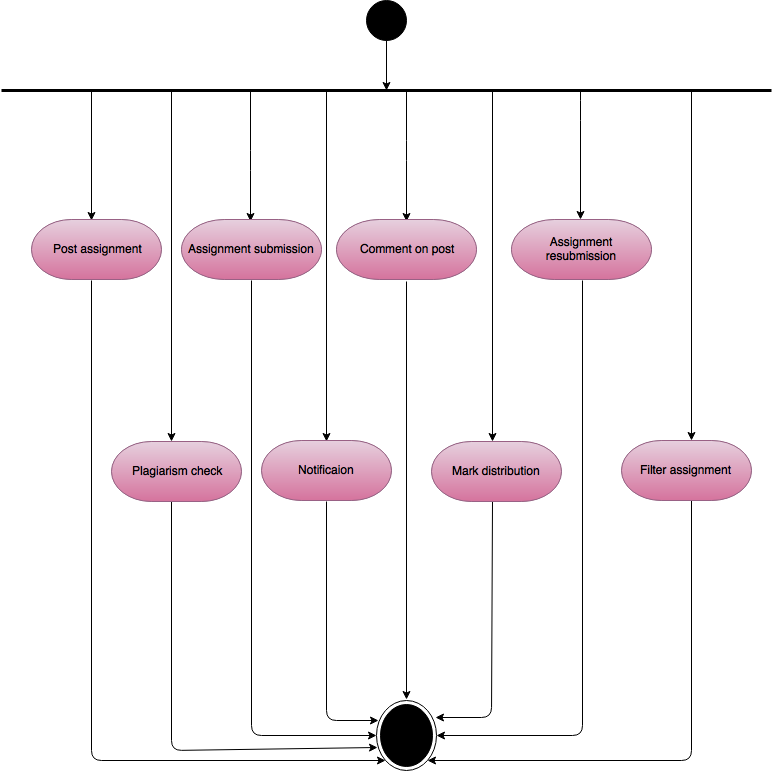 Post assignment
Assignment submission
Comment on post
Assignment
resubmission
Plagiarism check
Notificaion
Mark distribution
Filter assignment